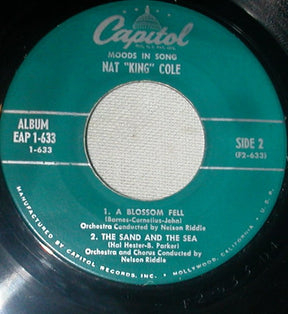 Capitol
MOODS IN SONG
NAT "KING" COLE
ALBUM
EAP 1-633
1-633
SIDE 2
(F2-633)
1. A BLOSSOM FELL
(Barnes-Cornelius-John)
Orchestra Conducted by Nelson Riddle
2. THE SAND AND THE SEA
(Hal Hester-B. Parker)
Orchestra and Chorus Conducted by
Nelson Riddle
MANUFACTURED BY CAPITOL RECORDS, INC. • HOLLYWOOD, CALIFORNIA, U.S.A.